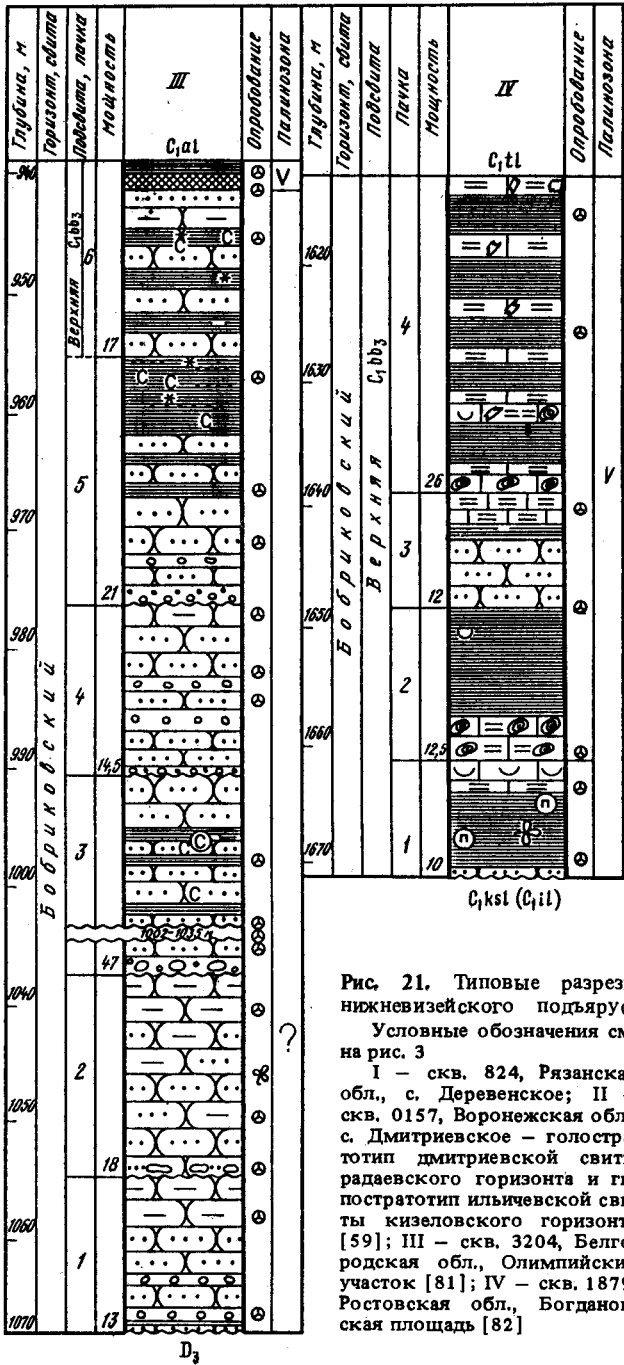 Глубина, м
Горизонт, свита
Подсвита, пачка
Мощность
III
C₁al
Опробование
Палинозона
940
950
960
970
980
990
1000
1040
1050
1060
1070
Бобриковский
Верхняя C₁bb₃
6
17
5
21
4
14,5
3
47
2
18
1
13
C
C
*
*
*
C
C
*
C
C
C
C
1002–1035 м
V
?
D₃
Глубина, м
Горизонт, свита
Подсвита
Пачка
Мощность
IV
C₁tl
Опробование
Палинозона
1620
1630
1640
1650
1660
1670
Бобриковский
Верхняя C₁bb₃
4
26
3
12
2
12,5
1
10
п
п
V
C₁ksl (C₁il)
Рис. 21. Типовые разрез
нижневизейского подъярус
Условные обозначения см
на рис. 3
I – скв. 824, Рязанска
обл., с. Деревенское; II –
скв. 0157, Воронежская обл
с. Дмитриевское – голостра
тотип дмитриевской свит
радаевского горизонта и ги
постратотип ильичевской сви
ты кизеловского горизонт
[59]; III – скв. 3204, Белго
родская обл., Олимпийски
участок [81]; IV – скв. 1879
Ростовская обл., Богданов
ская площадь [82]